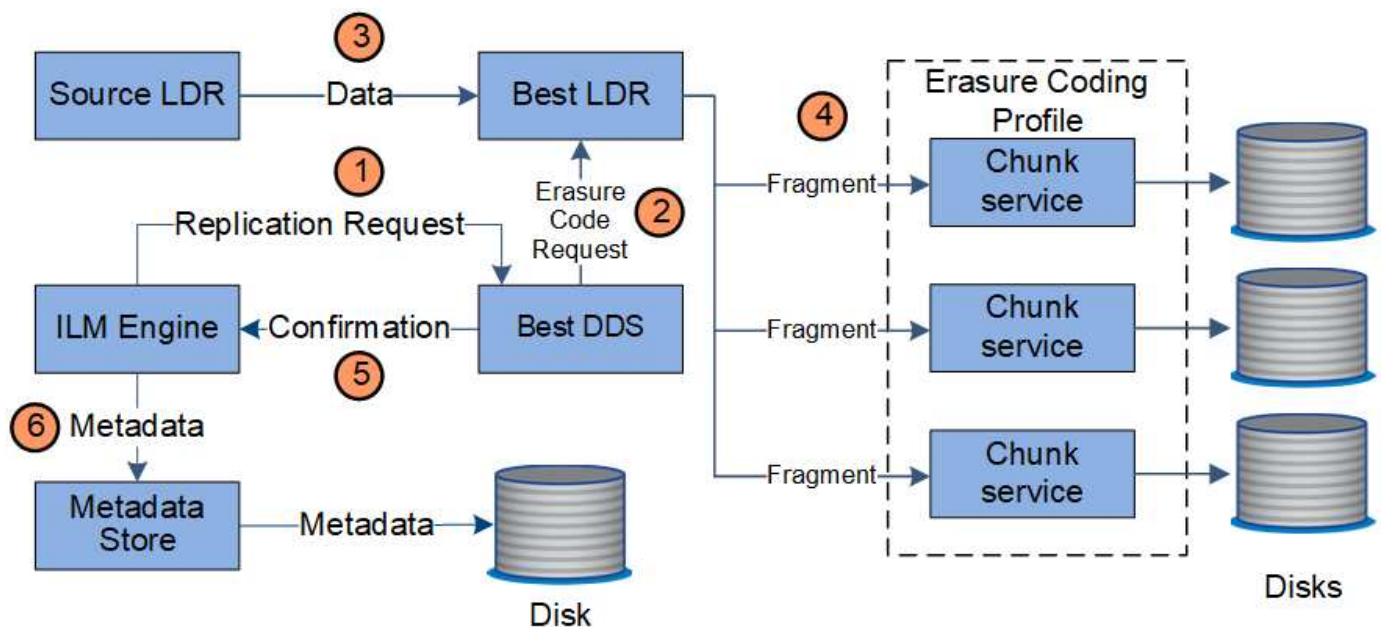 3
Source LDR
Data
Best LDR
4
Erasure Coding
Profile
1
Replication Request
Erasure
Code
Request
2
Fragment
Chunk
service
ILM Engine
Confirmation
5
Best DDS
Fragment
Chunk
service
6
Metadata
Metadata
Store
Metadata
Disk
Fragment
Chunk
service
Disks